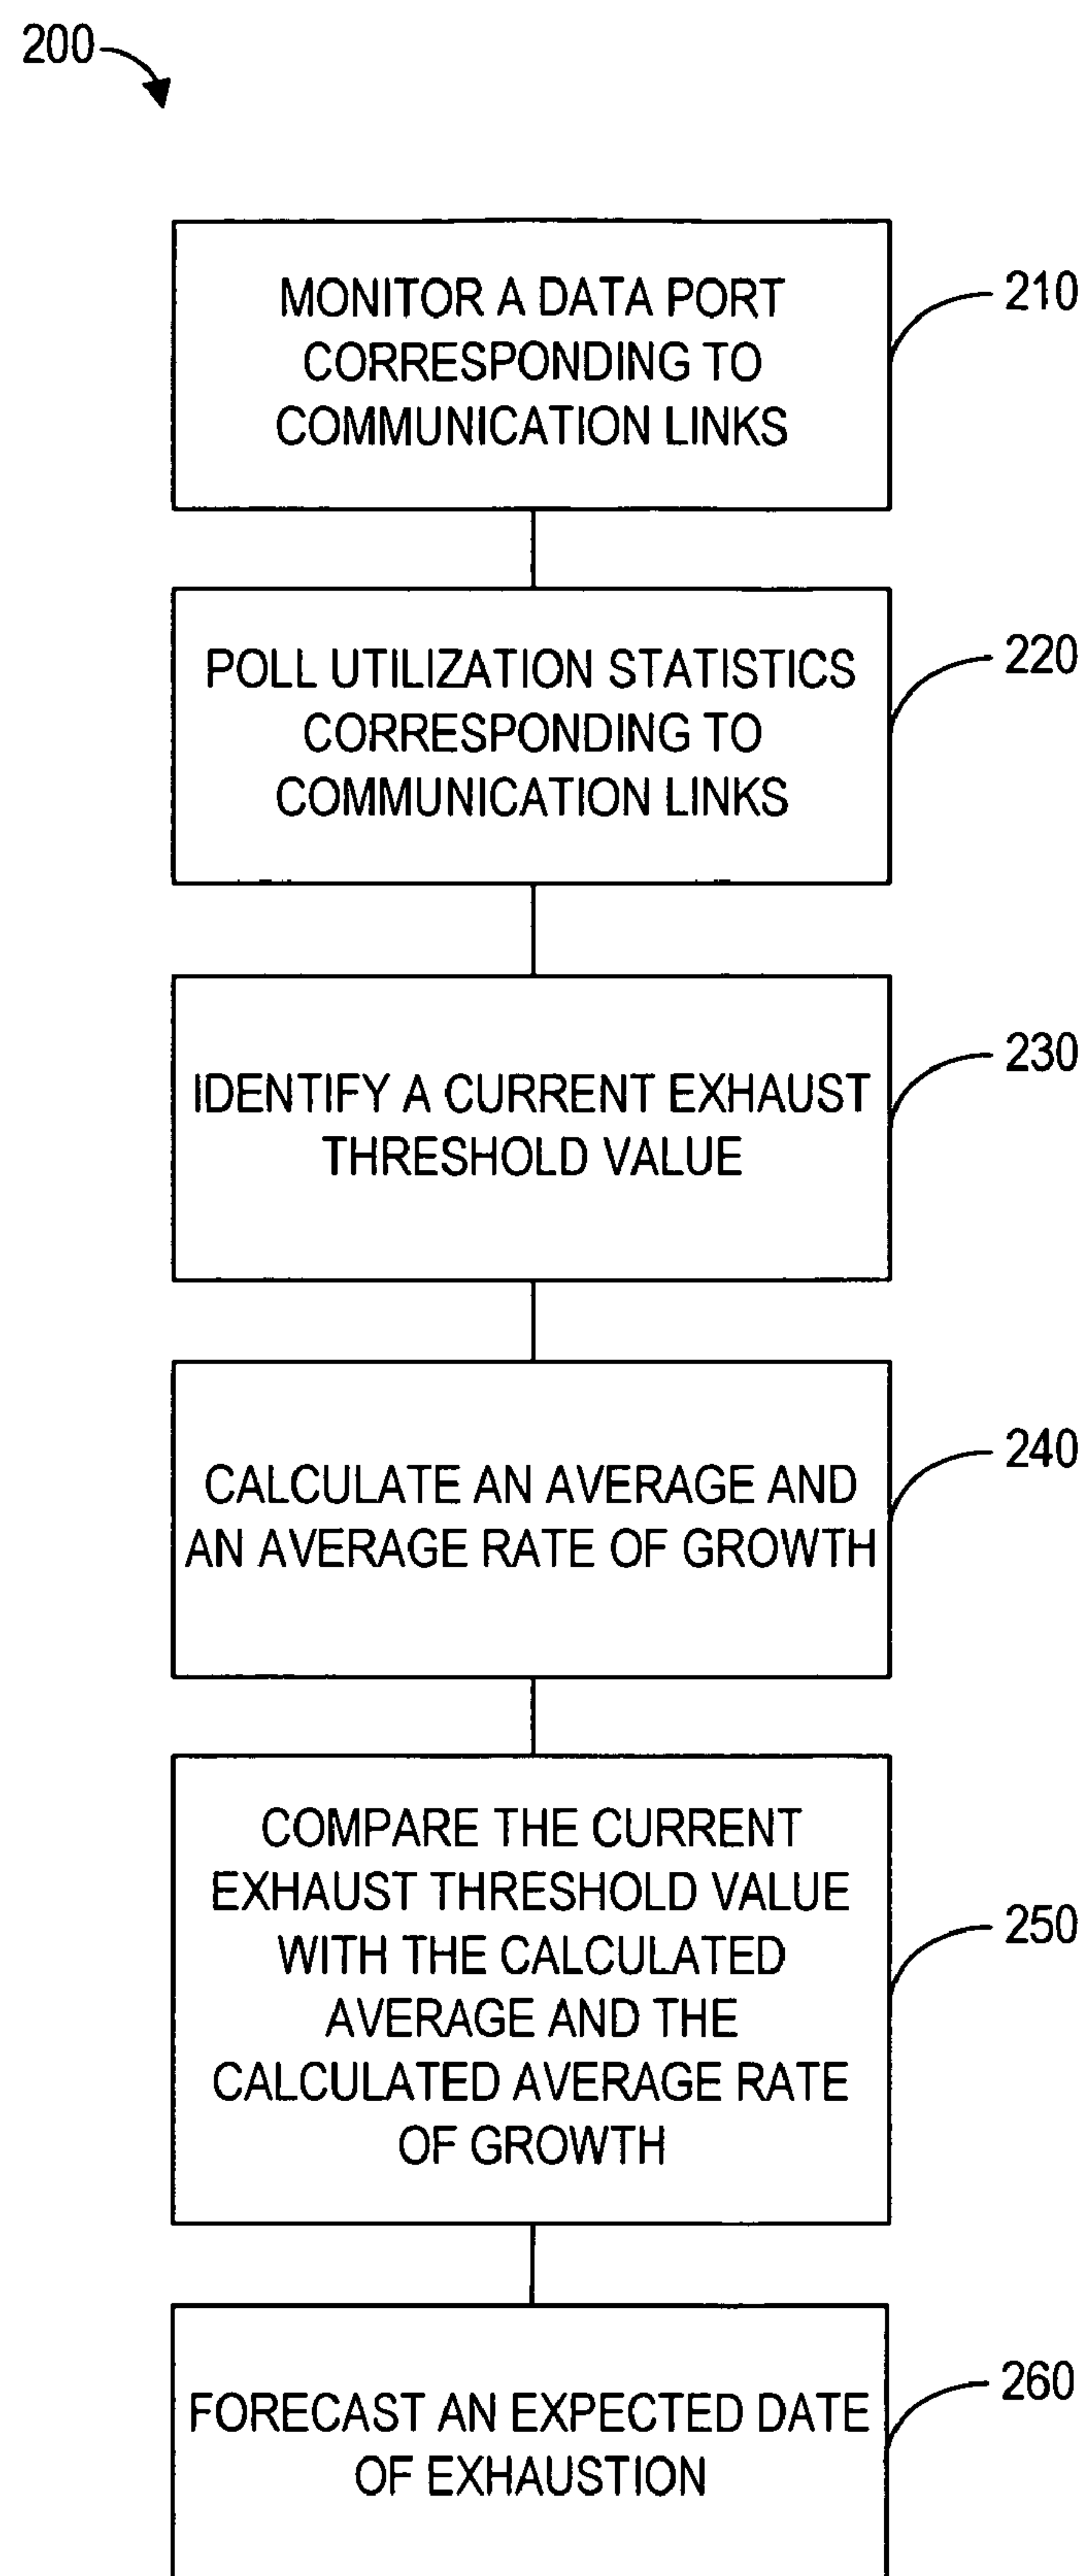 200
MONITOR A DATA PORT
CORRESPONDING TO
COMMUNICATION LINKS
210
POLL UTILIZATION STATISTICS
CORRESPONDING TO
COMMUNICATION LINKS
220
IDENTIFY A CURRENT EXHAUST
THRESHOLD VALUE
230
CALCULATE AN AVERAGE AND
AN AVERAGE RATE OF GROWTH
240
COMPARE THE CURRENT
EXHAUST THRESHOLD VALUE
WITH THE CALCULATED
AVERAGE AND THE
CALCULATED AVERAGE RATE
OF GROWTH
250
FORECAST AN EXPECTED DATE
OF EXHAUSTION
260